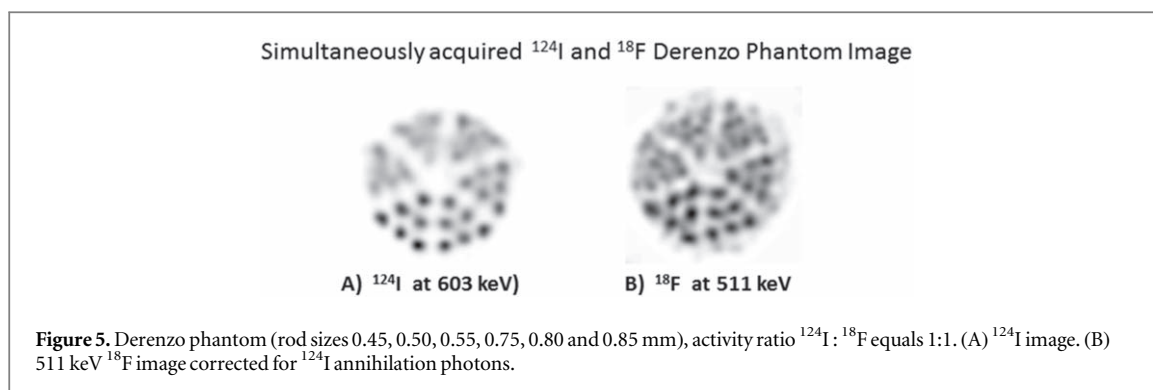 Simultaneously acquired ¹²⁴I and ¹⁸F Derenzo Phantom Image
A) ¹²⁴I at 603 keV)
B) ¹⁸F at 511 keV
Figure 5. Derenzo phantom (rod sizes 0.45, 0.50, 0.55, 0.75, 0.80 and 0.85 mm), activity ratio ¹²⁴I : ¹⁸F equals 1:1. (A) ¹²⁴I image. (B)
511 keV ¹⁸F image corrected for ¹²⁴I annihilation photons.